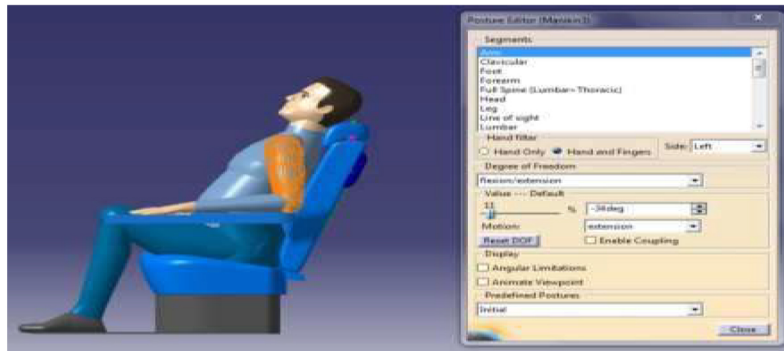 Posture Editor (Manikin3)
Segments
Arm
Clavicular
Foot
Forearm
Full Spine (Lumbar+ Thoracic)
Head
Leg
Line of sight
Lumbar
Hand filter
Hand Only Hand and Fingers Side: Left
Degree of Freedom
flexion/extension
Value --- Default
11 % -34deg
Motion: extension
Reset DOF Enable Coupling
Display
Angular Limitations
Animate Viewpoint
Predefined Postures
Initial
Close